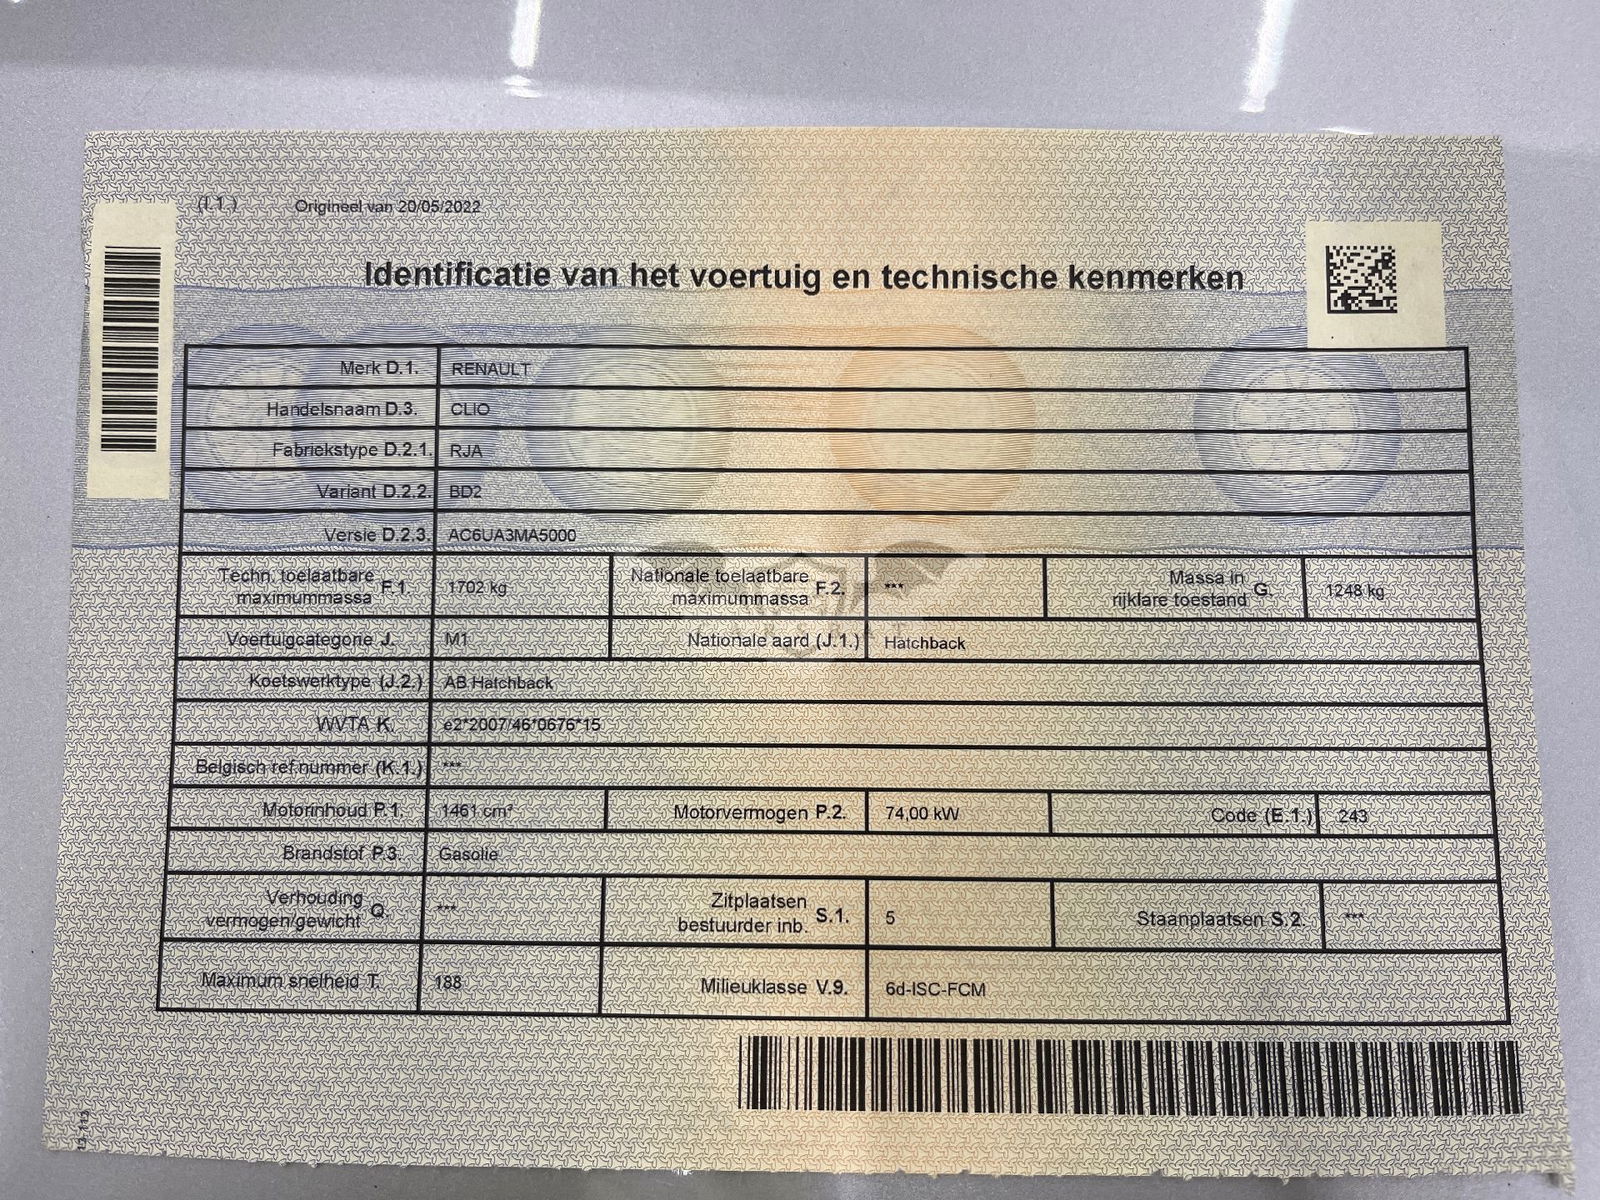 (I.1.) Origineel van 20/05/2022
Identificatie van het voertuig en technische kenmerken
Merk D.1. RENAULT
Handelsnaam D.3. CLIO
Fabriekstype D.2.1. RJA
Variant D.2.2. BD2
Versie D.2.3. AC6UA3MA5000
Techn. toelaatbare maximummassa F.1. 1702 kg Nationale toelaatbare maximummassa F.2. *** Massa in rijklare toestand G. 1248 kg
Voertuigcategorie J. M1 Nationale aard (J.1.) Hatchback
Koetswerktype (J.2.) AB Hatchback
WVTA K. e2*2007/46*0676*15
Belgisch ref.nummer (K.1.) ***
Motorinhoud P.1. 1461 cm³ Motorvermogen P.2. 74,00 kW Code (E.1.) 243
Brandstof P.3. Gasolie
Verhouding vermogen/gewicht Q. *** Zitplaatsen bestuurder inb. S.1. 5 Staanplaatsen S.2. ***
Maximum snelheid T. 188 Milieuklasse V.9. 6d-ISC-FCM